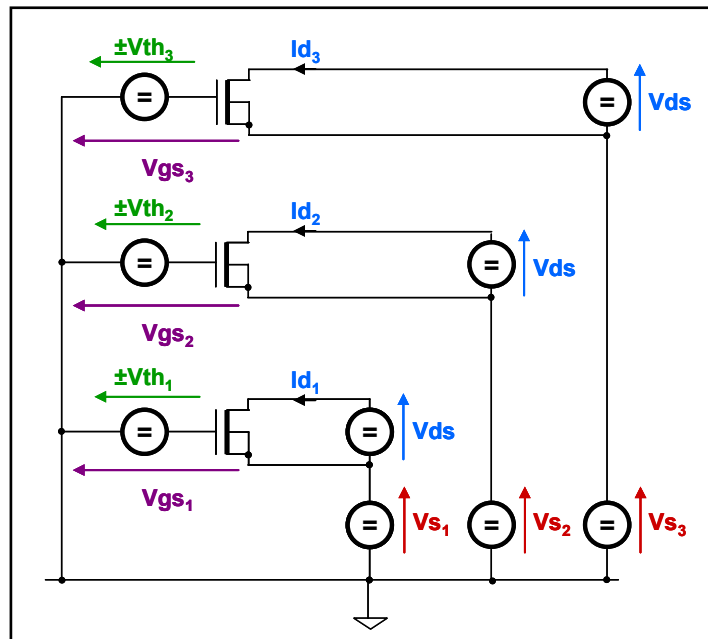 ±Vth₃
Id₃
=
=
Vds
Vgs₃
±Vth₂
Id₂
=
=
Vds
Vgs₂
±Vth₁
Id₁
=
=
Vds
Vgs₁
=
Vs₁
=
Vs₂
=
Vs₃